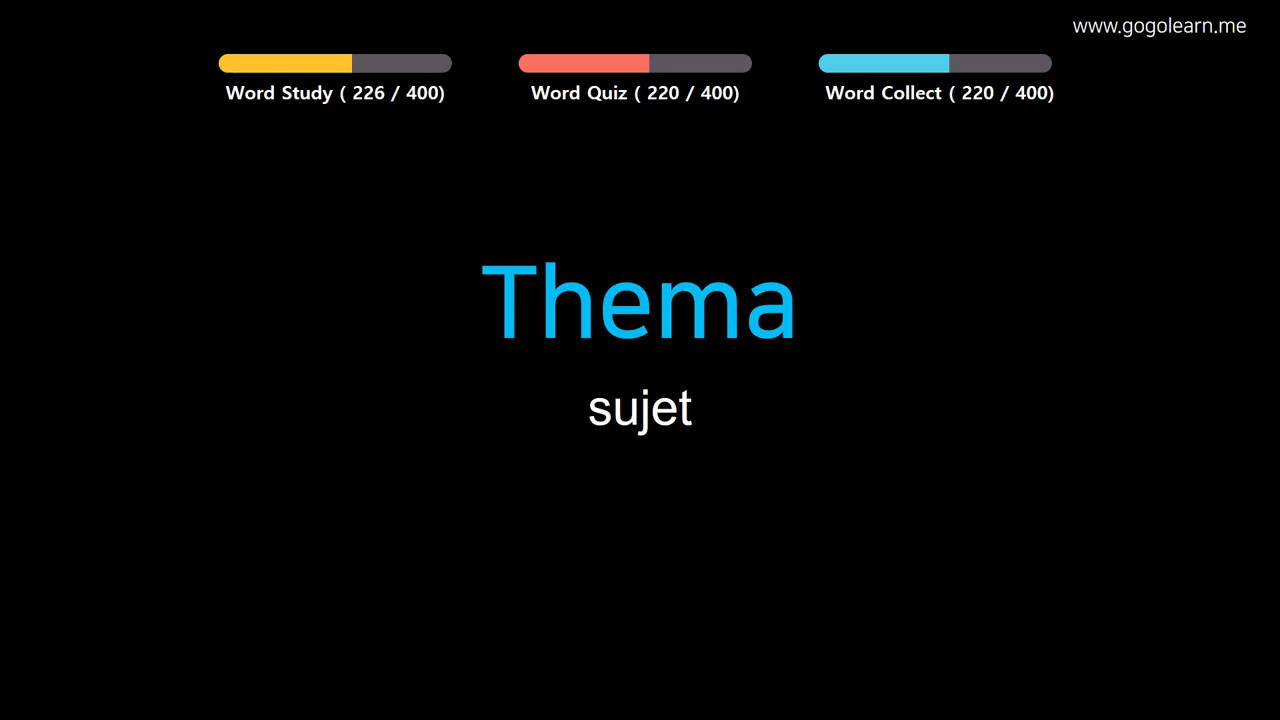 www.gogolearn.me
Word Study ( 226 / 400)
Word Quiz ( 220 / 400)
Word Collect ( 220 / 400)
Thema
sujet